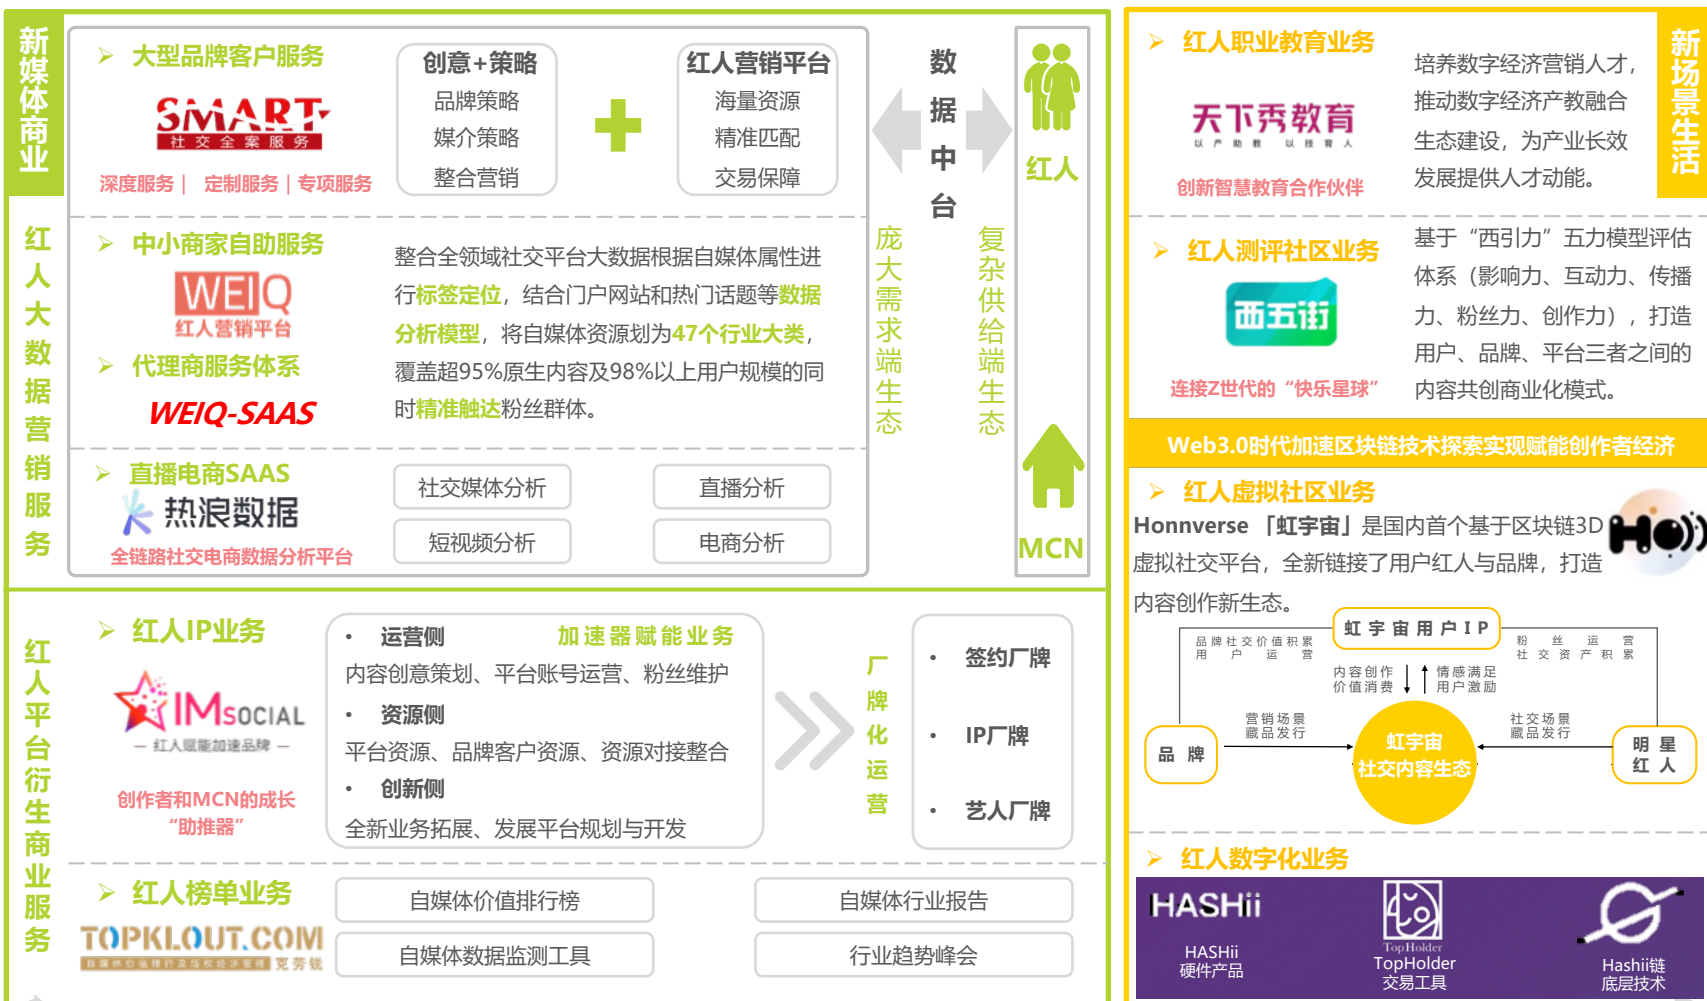 新媒体商业
大型品牌客户服务
SMART
社交全案服务
深度服务｜ 定制服务｜专项服务
创意+策略
品牌策略
媒介策略
整合营销
红人营销平台
海量资源
精准匹配
交易保障
数据中台
庞大需求端生态
复杂供给端生态
红人
MCN
红人大数据营销服务
中小商家自助服务
WEIQ
红人营销平台
代理商服务体系
WEIQ-SAAS
整合全领域社交平台大数据根据自媒体属性进
行标签定位，结合门户网站和热门话题等数据
分析模型，将自媒体资源划为47个行业大类，
覆盖超95%原生内容及98%以上用户规模的同
时精准触达粉丝群体。
直播电商SAAS
热浪数据
全链路社交电商数据分析平台
社交媒体分析
直播分析
短视频分析
电商分析
红人平台衍生商业服务
红人IP业务
IMSOCIAL
— 红人赋能加速品牌 —
创作者和MCN的成长
“助推器”
• 运营侧
加速器赋能业务
内容创意策划、平台账号运营、粉丝维护
• 资源侧
平台资源、品牌客户资源、资源对接整合
• 创新侧
全新业务拓展、发展平台规划与开发
厂牌化运营
• 签约厂牌
• IP厂牌
• 艺人厂牌
红人榜单业务
TOPKLOUT.COM
自媒体价值排行及版权经济管理 克劳锐
自媒体价值排行榜
自媒体行业报告
自媒体数据监测工具
行业趋势峰会
新场景生活
红人职业教育业务
天下秀教育
以产助教 以技育人
创新智慧教育合作伙伴
培养数字经济营销人才，
推动数字经济产教融合
生态建设，为产业长效
发展提供人才动能。
红人测评社区业务
西五街
连接Z世代的“快乐星球”
基于“西引力”五力模型评估
体系（影响力、互动力、传播
力、粉丝力、创作力），打造
用户、品牌、平台三者之间的
内容共创商业化模式。
Web3.0时代加速区块链技术探索实现赋能创作者经济
红人虚拟社区业务
Honnverse「虹宇宙」是国内首个基于区块链3D
虚拟社交平台，全新链接了用户红人与品牌，打造
内容创作新生态。
虹宇宙用户IP
品牌社交价值积累
用户运营
粉丝运营
社交资产积累
内容创作
价值消费
情感满足
用户激励
营销场景
藏品发行
社交场景
藏品发行
品牌
虹宇宙
社交内容生态
明星
红人
红人数字化业务
HASHii
HASHii
硬件产品
TopHolder
TopHolder
交易工具
Hashii链
底层技术